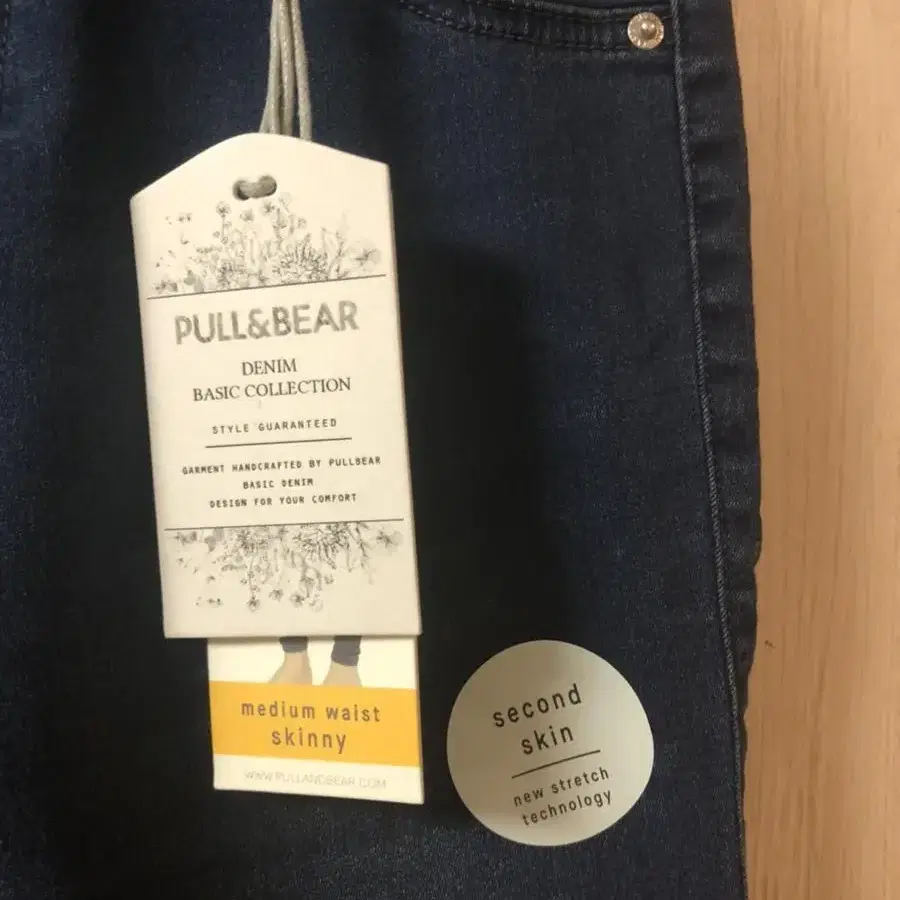 PULL&BEAR
DENIM
BASIC COLLECTION
STYLE GUARANTEED
GARMENT HANDCRAFTED BY PULLBEAR
BASIC DENIM
DESIGN FOR YOUR COMFORT
medium waist
skinny
WWW.PULLANDBEAR.COM
second
skin
new stretch
technology